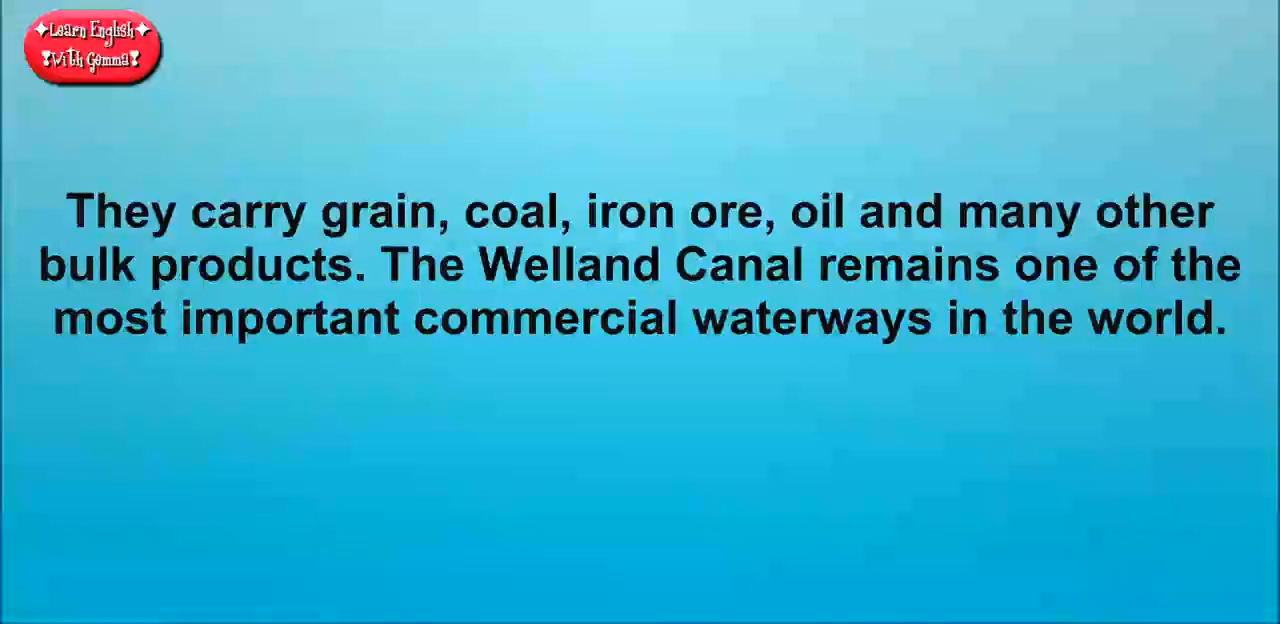 ✦Learn English✦
❣With Gemma❣
They carry grain, coal, iron ore, oil and many other
bulk products. The Welland Canal remains one of the
most important commercial waterways in the world.